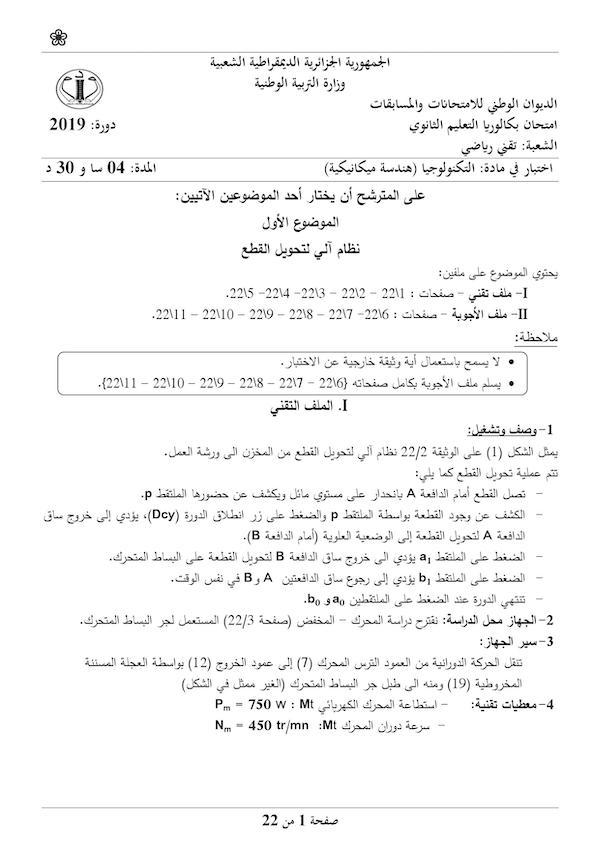 الجمهورية الجزائرية الديمقراطية الشعبية
وزارة التربية الوطنية
الديوان الوطني للامتحانات والمسابقات
امتحان بكالوريا التعليم الثانوي
دورة: 2019
الشعبة: تقني رياضي
اختبار في مادة: التكنولوجيا (هندسة ميكانيكية)
المدة: 04 سا و 30 د
على المترشح أن يختار أحد الموضوعين الآتيين:
الموضوع الأول
نظام آلي لتحويل القطع
يحتوي الموضوع على ملفين:
I- ملف تقني - صفحات : 1\22 – 2\22 – 3\22– 4\22– 5\22.
II- ملف الأجوبة – صفحات : 6\22– 7\22 – 8\22 – 9\22 – 10\22 – 11\22.
ملاحظة:
• لا يسمح باستعمال أية وثيقة خارجية عن الاختبار.
• يسلم ملف الأجوبة بكامل صفحاته {6\22 – 7\22 – 8\22 – 9\22 – 10\22 – 11\22}.
I. الملف التقني
1-وصف وتشغيل:
يمثل الشكل (1) على الوثيقة 22/2 نظام آلي لتحويل القطع من المخزن الى ورشة العمل.
تتم عملية تحويل القطع كما يلي:
– تصل القطع أمام الدافعة A بانحدار على مستوي مائل ويكشف عن حضورها الملتقط p.
– الكشف عن وجود القطعة بواسطة الملتقط p والضغط على زر انطلاق الدورة (Dcy)، يؤدي إلى خروج ساق
الدافعة A لتحويل القطعة إلى الوضعية العلوية (أمام الدافعة B).
– الضغط على الملتقط a1 يؤدي الى خروج ساق الدافعة B لتحويل القطعة على البساط المتحرك.
– الضغط على الملتقط b1 يؤدي إلى رجوع ساق الدافعتين A و B في نفس الوقت.
– تنتهي الدورة عند الضغط على الملتقطين a0 و b0.
2-الجهاز محل الدراسة: نقترح دراسة المحرك – المخفض (صفحة 22/3) المستعمل لجر البساط المتحرك.
3-سير الجهاز:
تنقل الحركة الدورانية من العمود الترس المحرك (7) إلى عمود الخروج (12) بواسطة العجلة المسننة
المخروطية (19) ومنه الى طبل جر البساط المتحرك (الغير ممثل في الشكل)
4-معطيات تقنية: – استطاعة المحرك الكهربائي Mt : Pm = 750 W
– سرعة دوران المحرك Mt: Nm = 450 tr/mn
صفحة 1 من 22